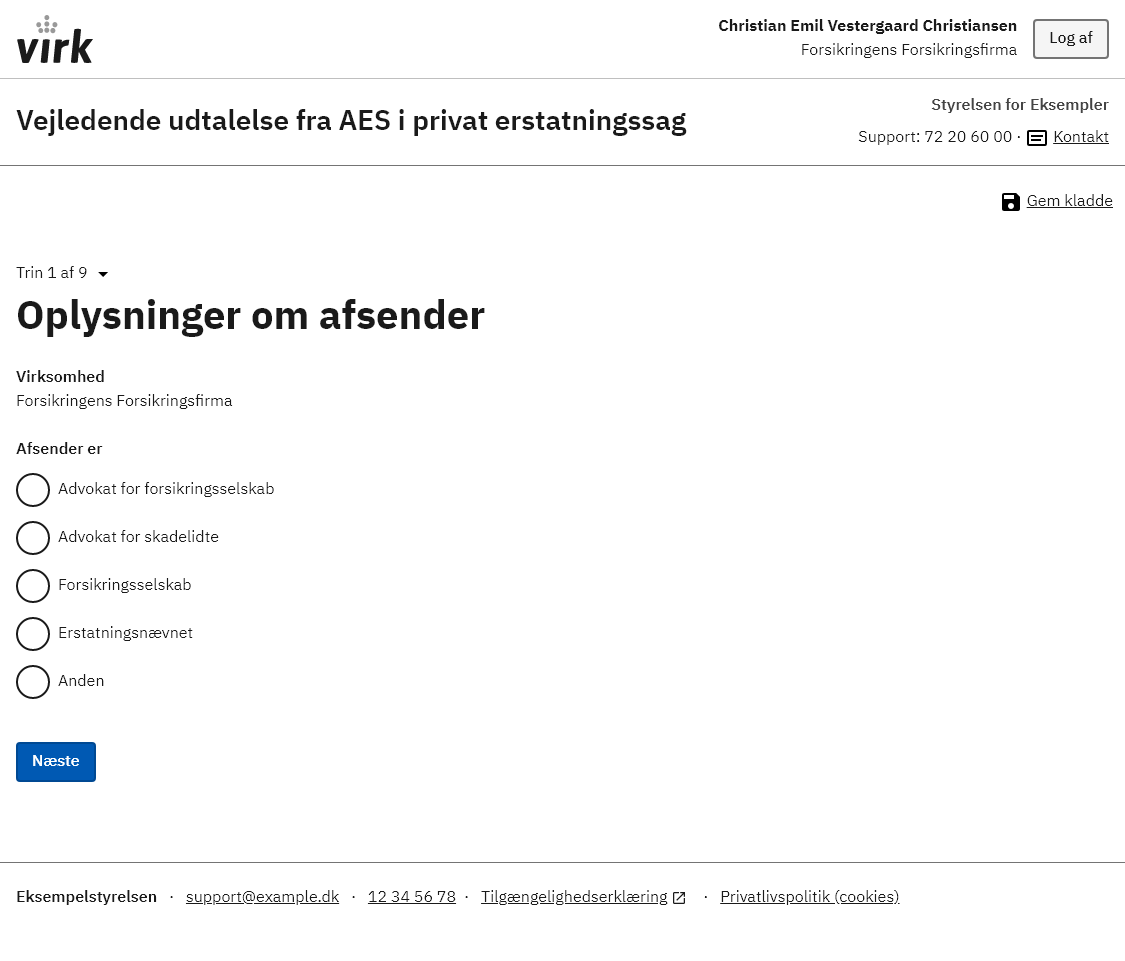 virk
Christian Emil Vestergaard Christiansen
Forsikringens Forsikringsfirma
Log af
Vejledende udtalelse fra AES i privat erstatningssag
Styrelsen for Eksempler
Support: 72 20 60 00 · Kontakt
Gem kladde
Trin 1 af 9
Oplysninger om afsender
Virksomhed
Forsikringens Forsikringsfirma
Afsender er
Advokat for forsikringsselskab
Advokat for skadelidte
Forsikringsselskab
Erstatningsnævnet
Anden
Næste
Eksempelstyrelsen · support@example.dk · 12 34 56 78 · Tilgængelighedserklæring · Privatlivspolitik (cookies)